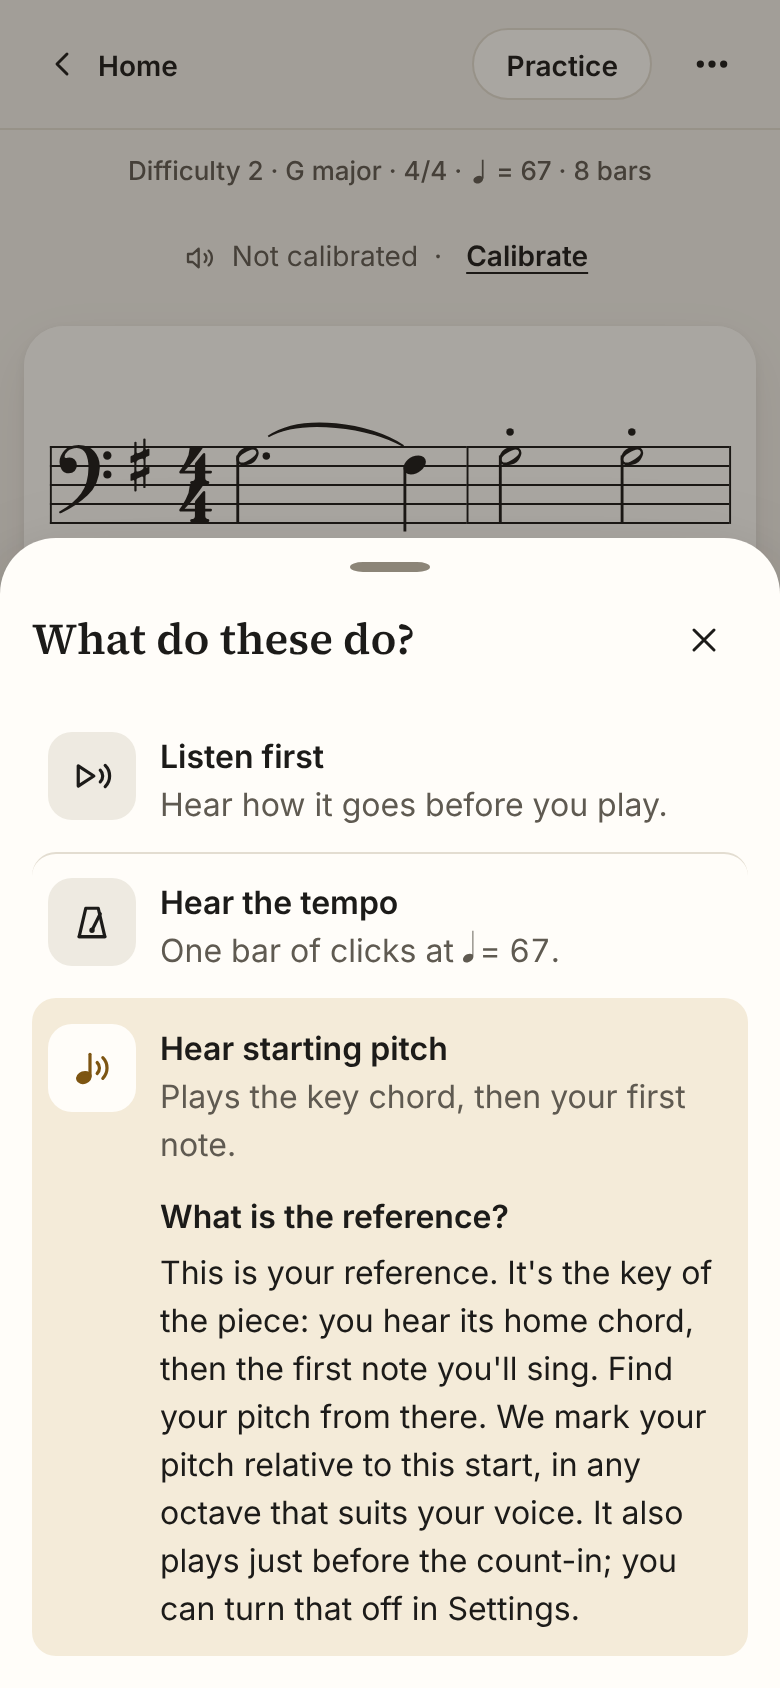 Home
Practice
Difficulty 2 · G major · 4/4 · ♩ = 67 · 8 bars
Not calibrated · Calibrate
4
4
What do these do?
Listen first
Hear how it goes before you play.
Hear the tempo
One bar of clicks at ♩= 67.
Hear starting pitch
Plays the key chord, then your first
note.
What is the reference?
This is your reference. It's the key of
the piece: you hear its home chord,
then the first note you'll sing. Find
your pitch from there. We mark your
pitch relative to this start, in any
octave that suits your voice. It also
plays just before the count-in; you
can turn that off in Settings.